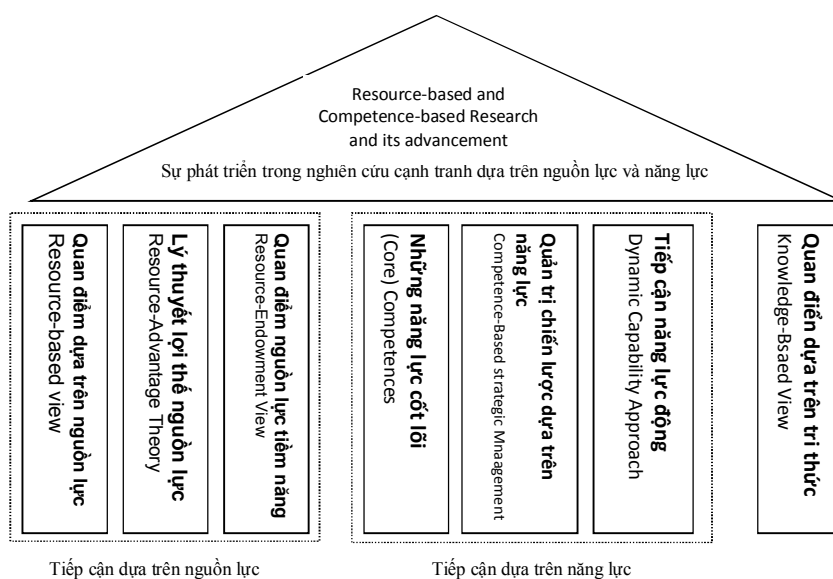 Resource-based and
Competence-based Research
and its advancement
Sự phát triển trong nghiên cứu cạnh tranh dựa trên nguồn lực và năng lực
Quan điểm dựa trên nguồn lực
Resource-based view
Lý thuyết lợi thế nguồn lực
Resource-Advantage Theory
Quan điểm nguồn lực tiềm năng
Resource-Endowment View
Những năng lực cốt lõi
(Core) Competences
Quản trị chiến lược dựa trên
năng lực
Competence-Based strategic Mnaagement
Tiếp cận năng lực động
Dynamic Capability Approach
Quan điển dựa trên tri thức
Knowledge-Bsaed View
Tiếp cận dựa trên nguồn lực
Tiếp cận dựa trên năng lực